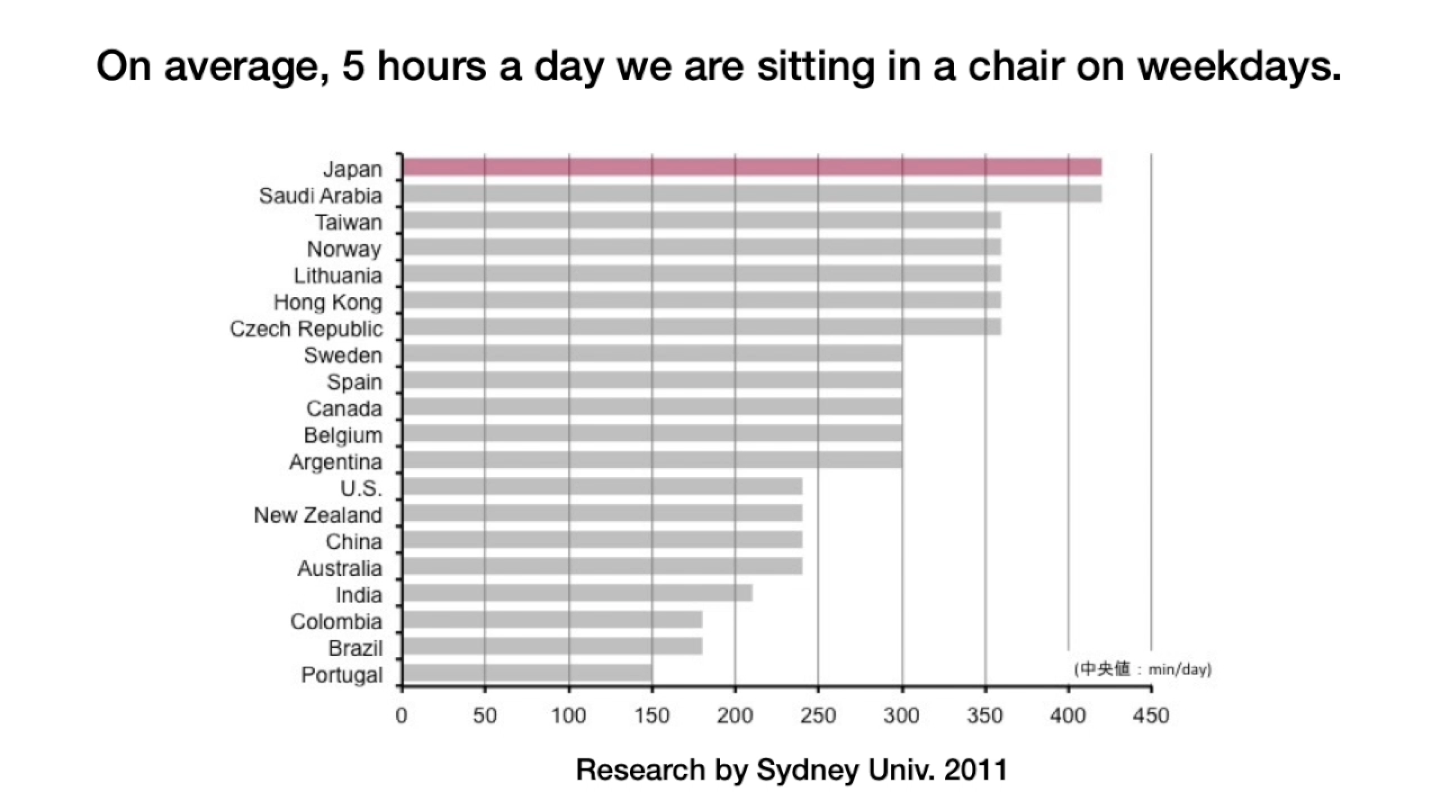 On average, 5 hours a day we are sitting in a chair on weekdays.
Japan
Saudi Arabia
Taiwan
Norway
Lithuania
Hong Kong
Czech Republic
Sweden
Spain
Canada
Belgium
Argentina
U.S.
New Zealand
China
Australia
India
Colombia
Brazil
Portugal
(中央値：min/day)
0 50 100 150 200 250 300 350 400 450
Research by Sydney Univ. 2011